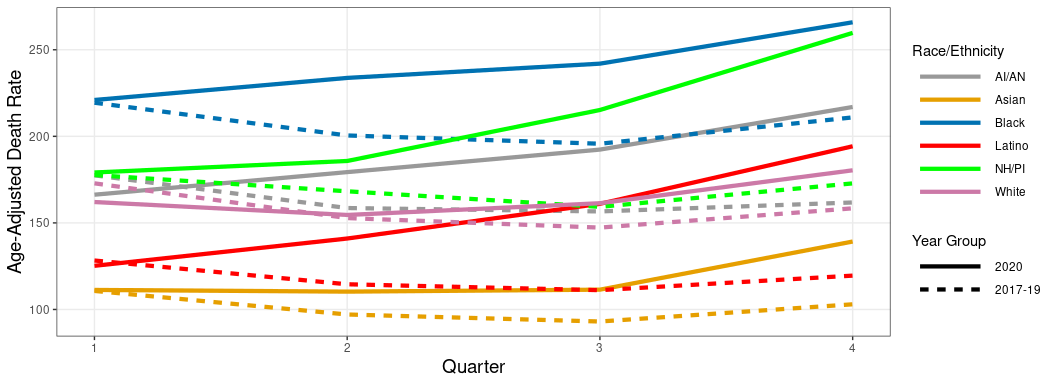 Age-Adjusted Death Rate
250
200
150
100
1 2 3 4
Quarter
Race/Ethnicity
AI/AN
Asian
Black
Latino
NH/PI
White
Year Group
2020
2017-19